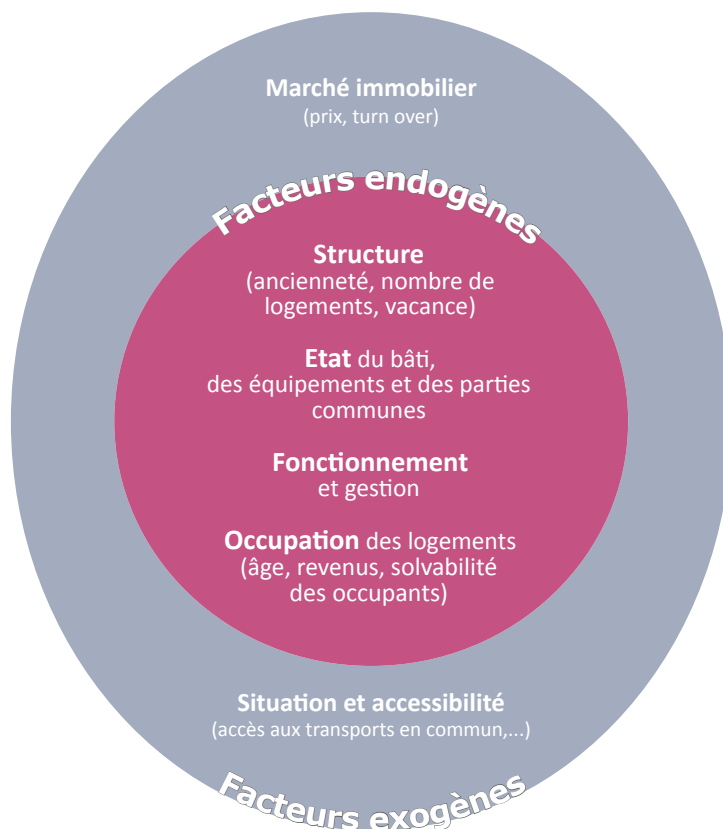 Marché immobilier
(prix, turn over)
Facteurs endogènes
Structure
(ancienneté, nombre de
logements, vacance)
Etat du bâti,
des équipements et des parties
communes
Fonctionnement
et gestion
Occupation des logements
(âge, revenus, solvabilité
des occupants)
Situation et accessibilité
(accès aux transports en commun,...)
Facteurs exogènes